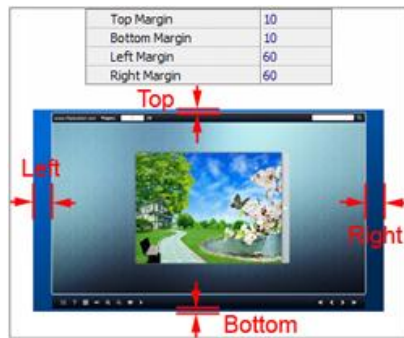 Top Margin 10
Bottom Margin 10
Left Margin 60
Right Margin 60
Top
Left
Right
Bottom